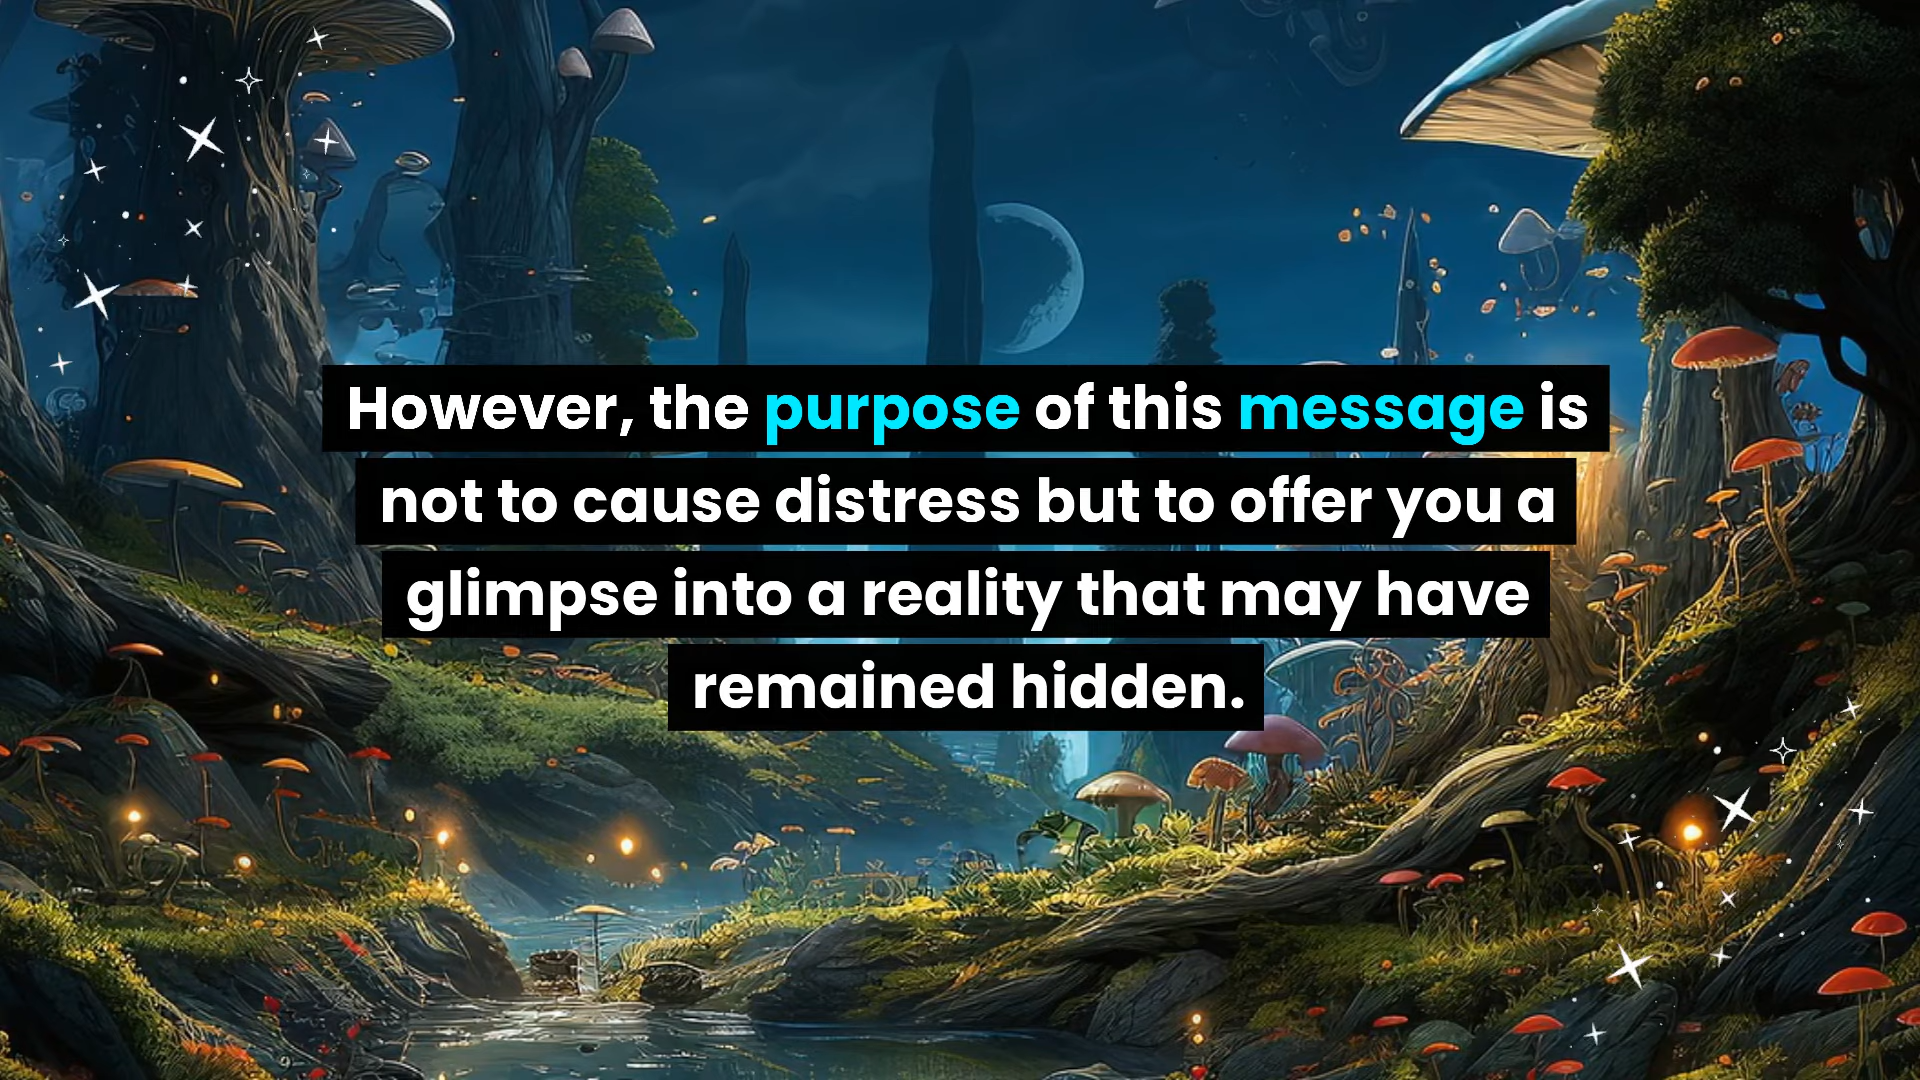 However, the purpose of this message is
not to cause distress but to offer you a
glimpse into a reality that may have
remained hidden.